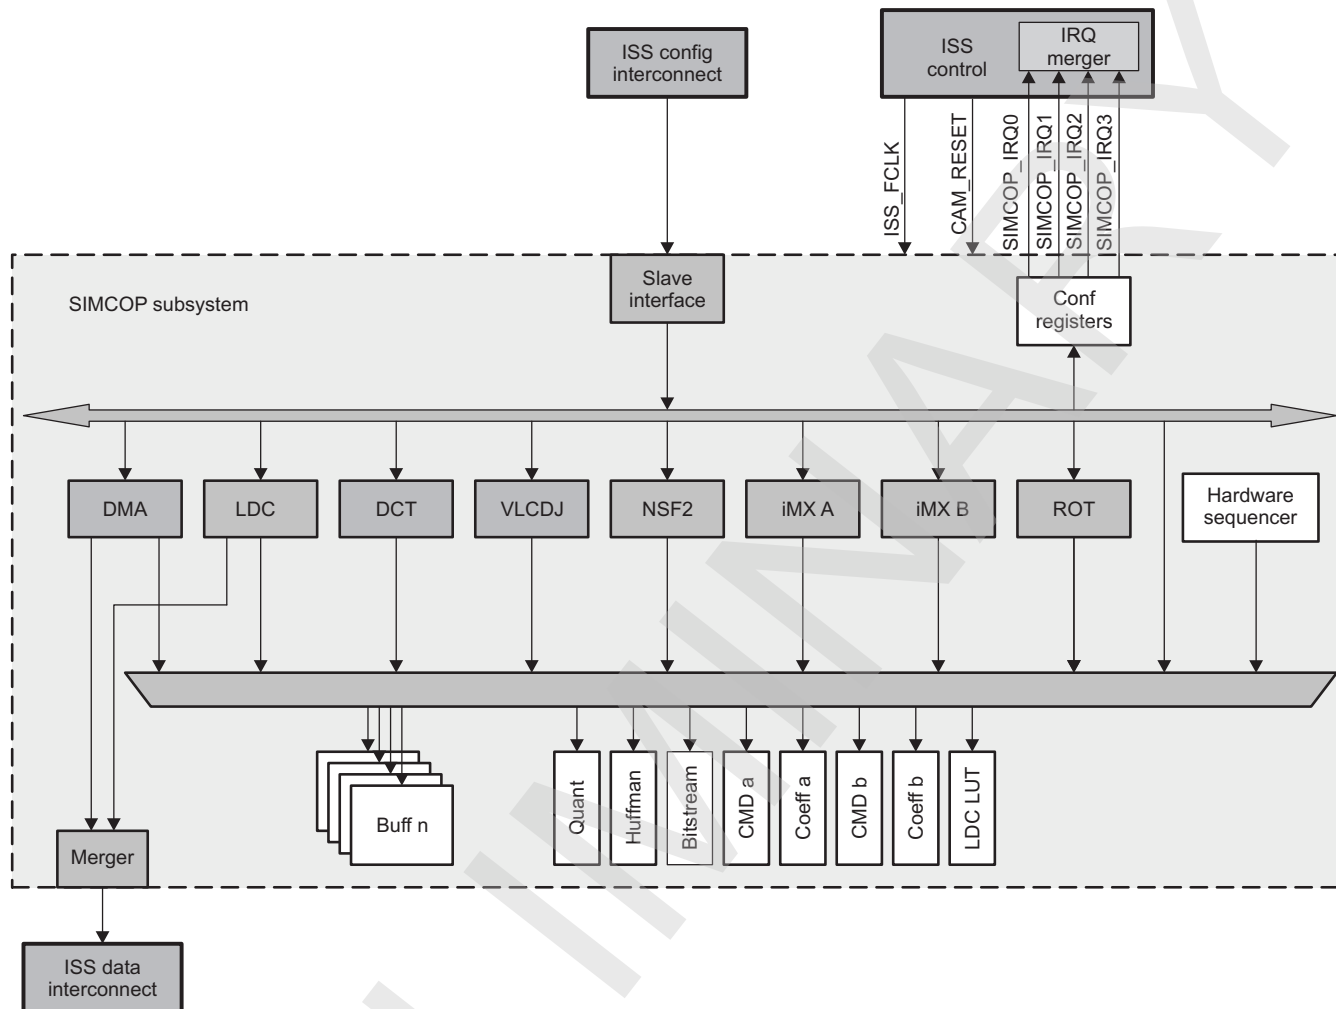 ISS config
interconnect
ISS
control
IRQ
merger
ISS_FCLK
CAM_RESET
SIMCOP_IRQ0
SIMCOP_IRQ1
SIMCOP_IRQ2
SIMCOP_IRQ3
SIMCOP subsystem
Slave
interface
Conf
registers
DMA
LDC
DCT
VLCDJ
NSF2
iMX A
iMX B
ROT
Hardware
sequencer
Buff n
Quant
Huffman
Bitstream
CMD a
Coeff a
CMD b
Coeff b
LDC LUT
Merger
ISS data
interconnect
IMINARY